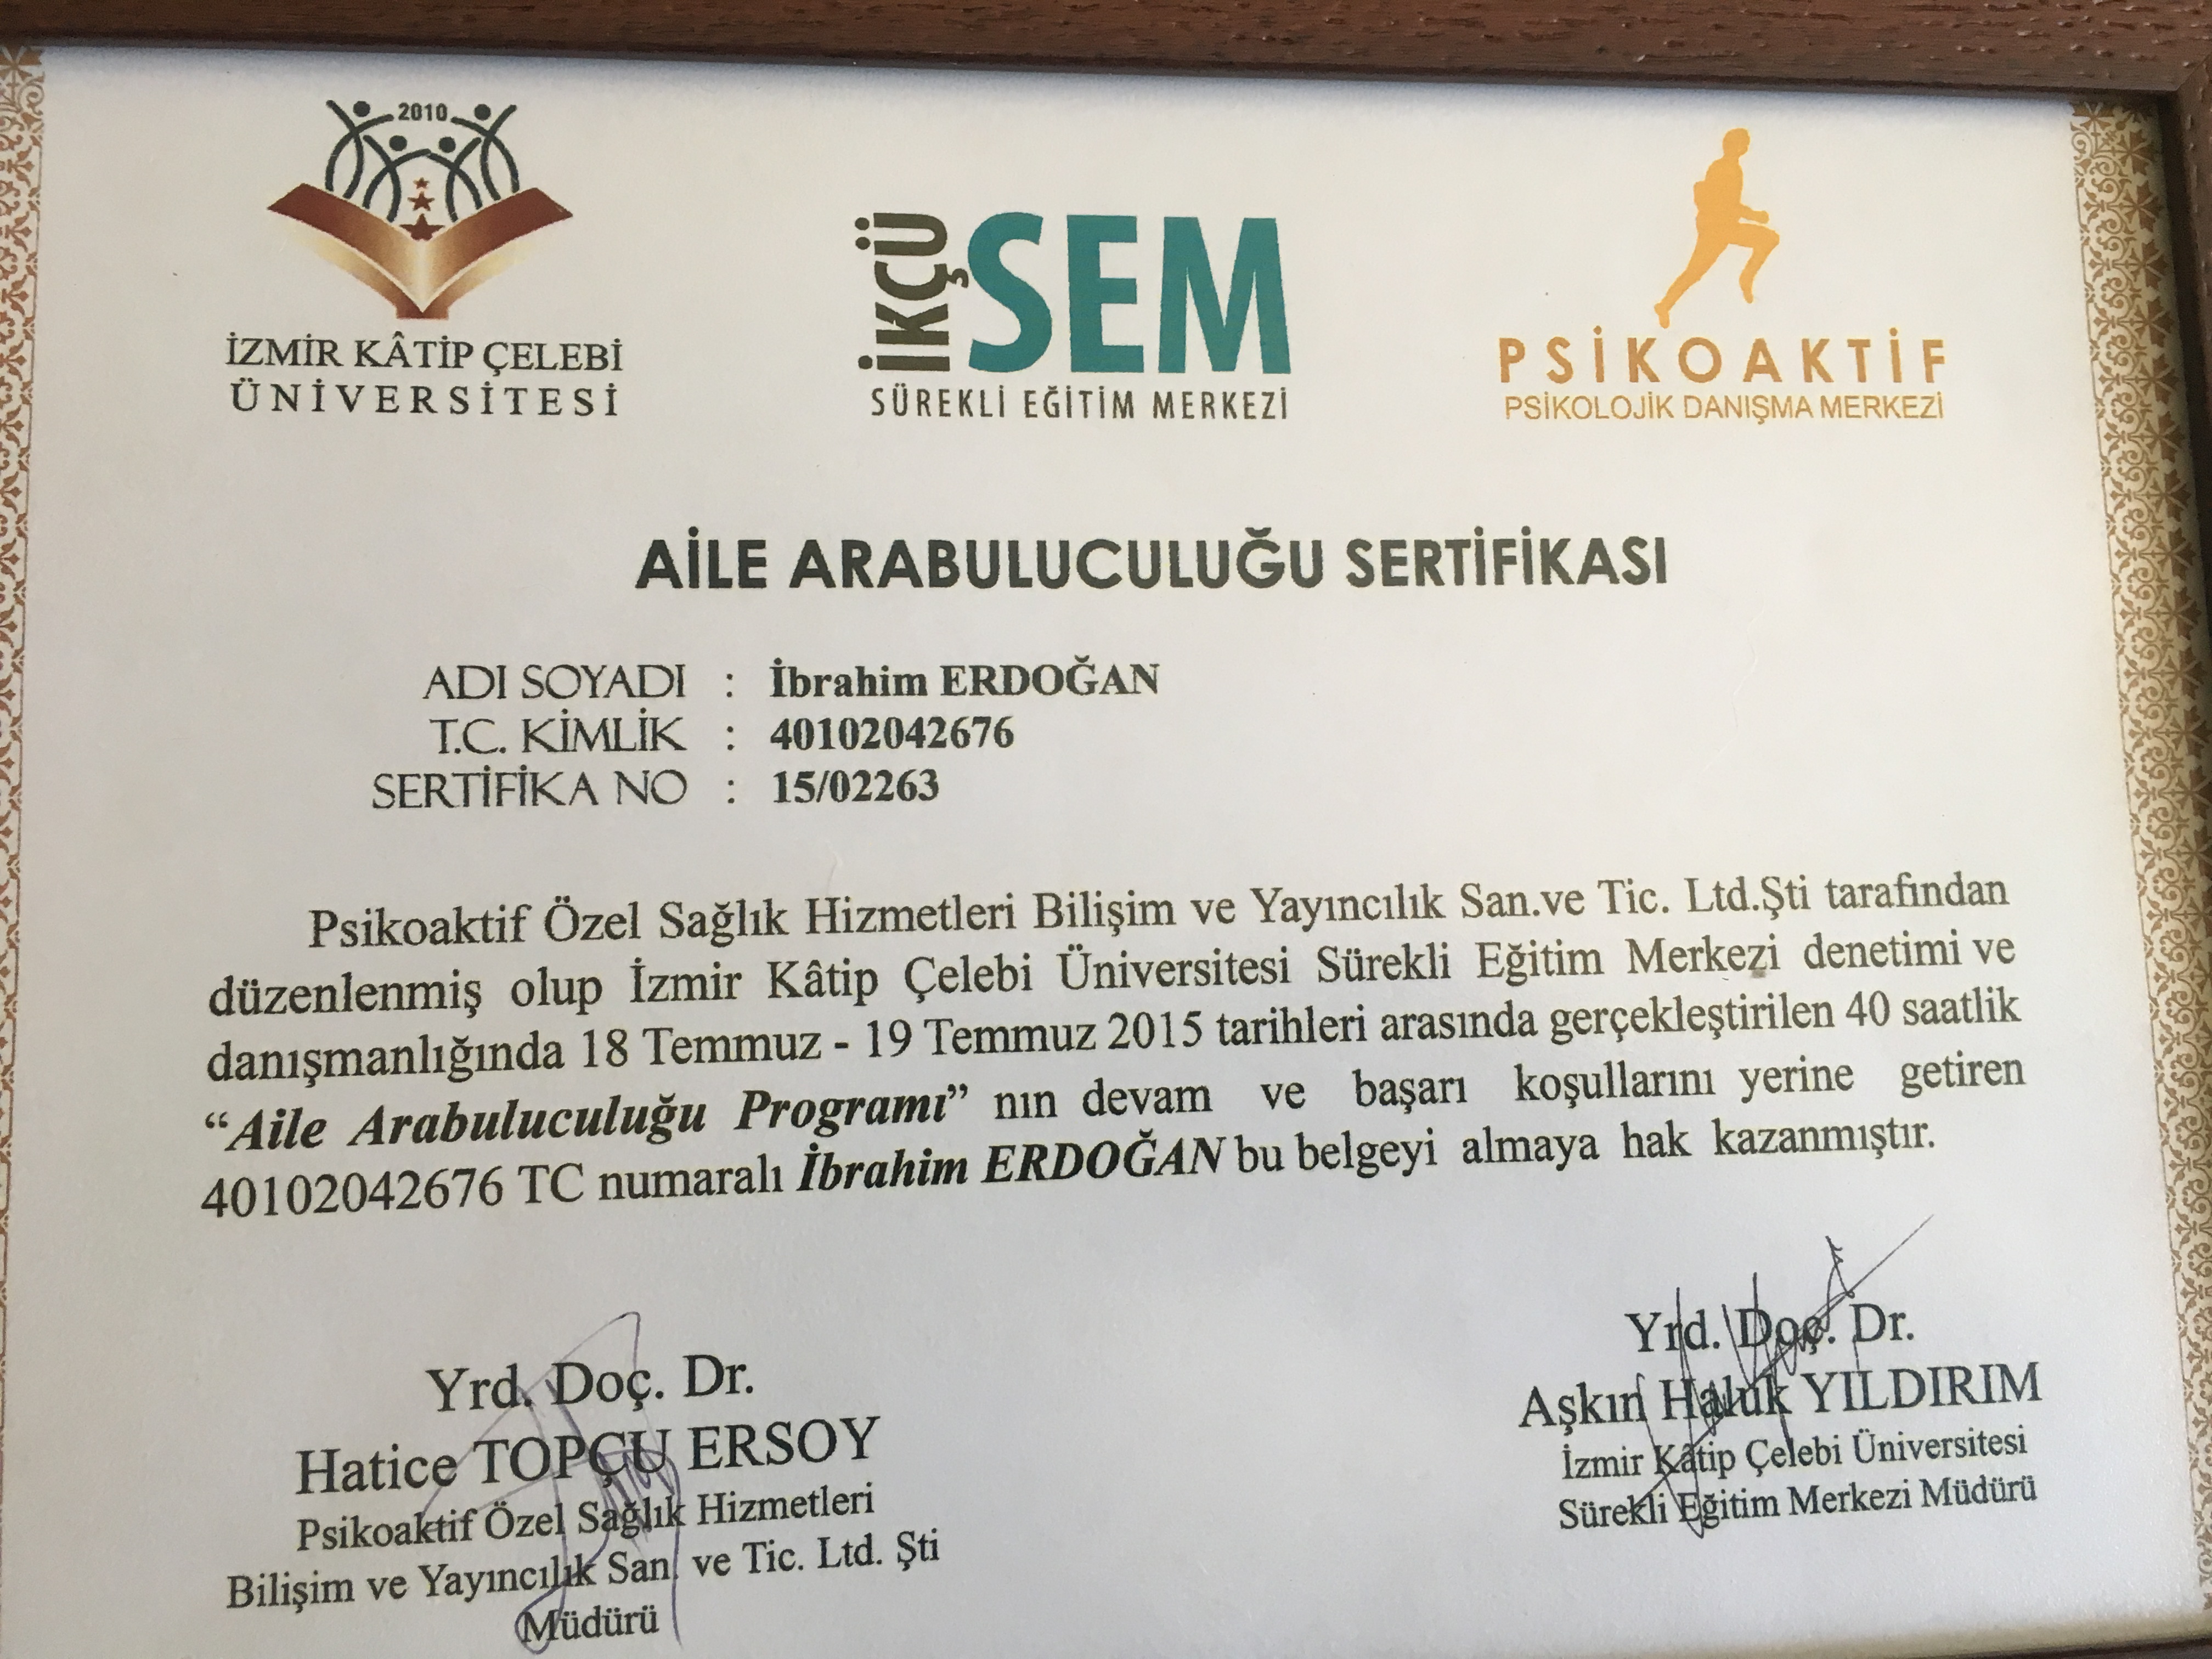 2010
İZMİR KÂTİP ÇELEBİ
ÜNİVERSİTESİ
İKÇÜ SEM
SÜREKLİ EĞİTİM MERKEZİ
PSİKOAKTİF
PSİKOLOJİK DANIŞMA MERKEZİ
AİLE ARABULUCULUĞU SERTİFİKASI
ADI SOYADI : İbrahim ERDOĞAN
T.C. KİMLİK : 40102042676
SERTİFİKA NO : 15/02263
Psikoaktif Özel Sağlık Hizmetleri Bilişim ve Yayıncılık San.ve Tic. Ltd.Şti tarafından
düzenlenmiş olup İzmir Kâtip Çelebi Üniversitesi Sürekli Eğitim Merkezi denetimi ve
danışmanlığında 18 Temmuz - 19 Temmuz 2015 tarihleri arasında gerçekleştirilen 40 saatlik
“Aile Arabuluculuğu Programı” nın devam ve başarı koşullarını yerine getiren
40102042676 TC numaralı İbrahim ERDOĞAN bu belgeyi almaya hak kazanmıştır.
Yrd. Doç. Dr.
Hatice TOPÇU ERSOY
Psikoaktif Özel Sağlık Hizmetleri
Bilişim ve Yayıncılık San. ve Tic. Ltd. Şti
Müdürü
Yrd. Doç. Dr.
Aşkın Haluk YILDIRIM
İzmir Kâtip Çelebi Üniversitesi
Sürekli Eğitim Merkezi Müdürü